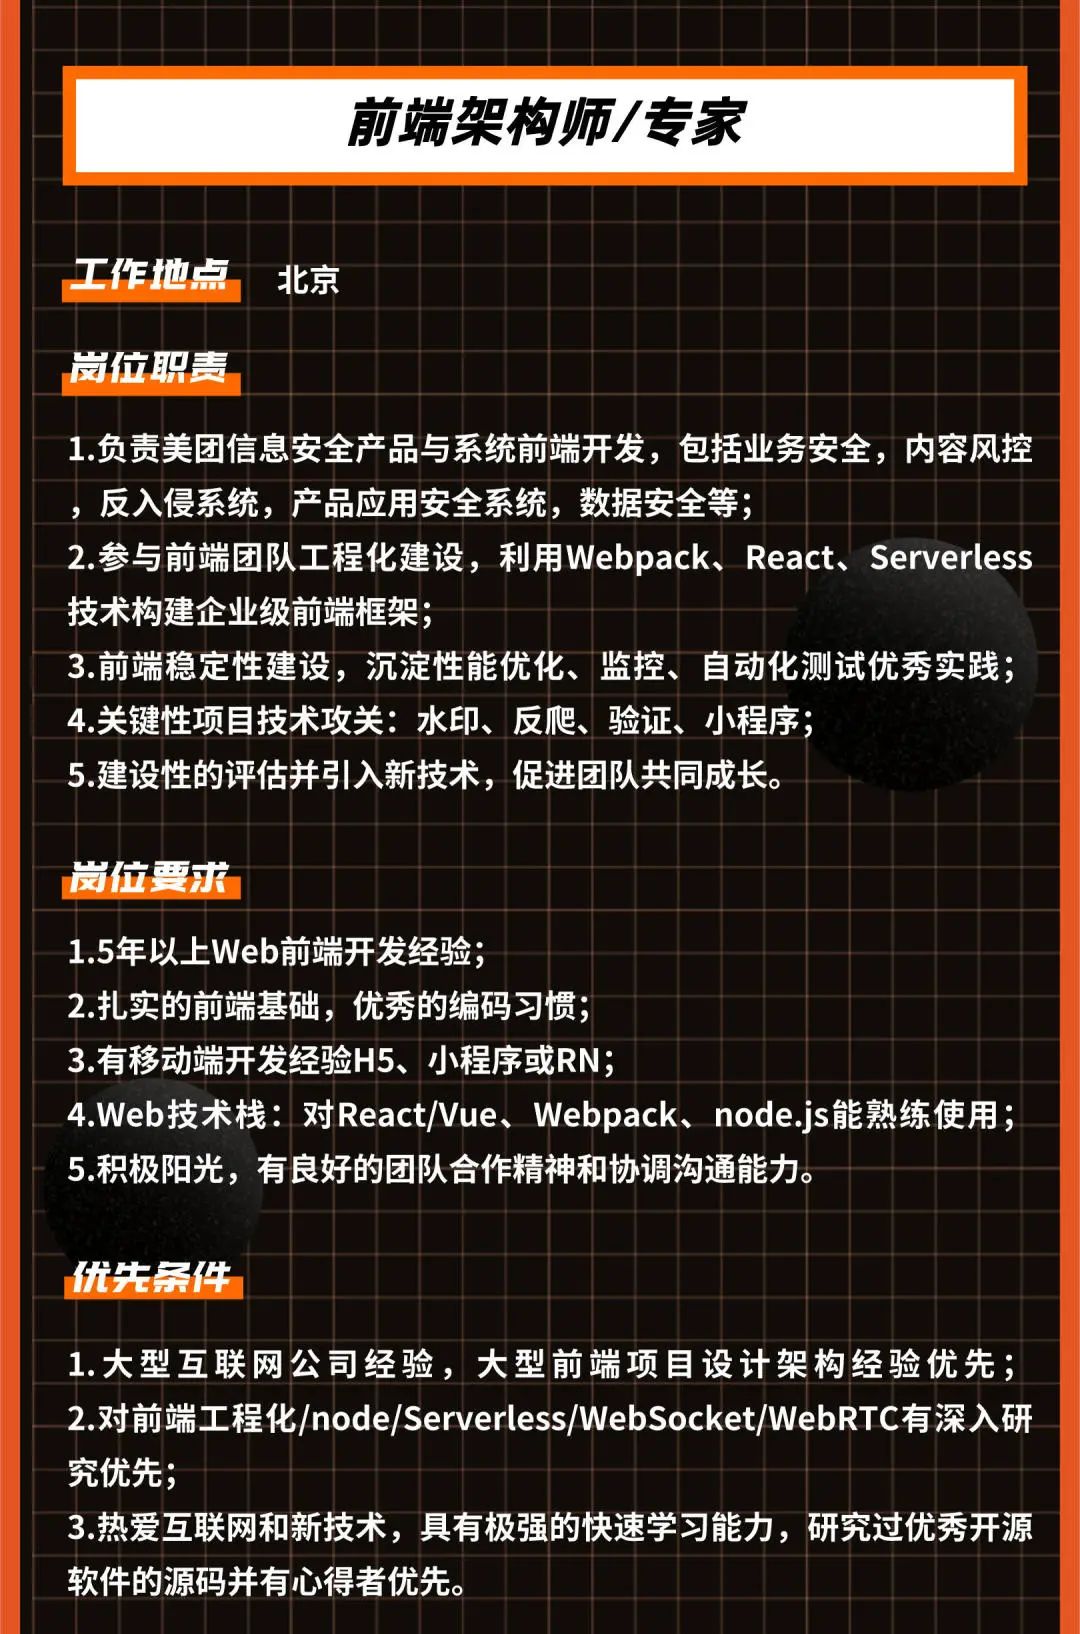 前端架构师/专家
工作地点 北京
岗位职责
1.负责美团信息安全产品与系统前端开发，包括业务安全，内容风控
，反入侵系统，产品应用安全系统，数据安全等；
2.参与前端团队工程化建设，利用Webpack、React、Serverless
技术构建企业级前端框架；
3.前端稳定性建设，沉淀性能优化、监控、自动化测试优秀实践；
4.关键性项目技术攻关：水印、反爬、验证、小程序；
5.建设性的评估并引入新技术，促进团队共同成长。
岗位要求
1.5年以上Web前端开发经验；
2.扎实的前端基础，优秀的编码习惯；
3.有移动端开发经验H5、小程序或RN；
4.Web技术栈：对React/Vue、Webpack、node.js能熟练使用；
5.积极阳光，有良好的团队合作精神和协调沟通能力。
优先条件
1.大型互联网公司经验，大型前端项目设计架构经验优先；
2.对前端工程化/node/Serverless/WebSocket/WebRTC有深入研
究优先；
3.热爱互联网和新技术，具有极强的快速学习能力，研究过优秀开源
软件的源码并有心得者优先。